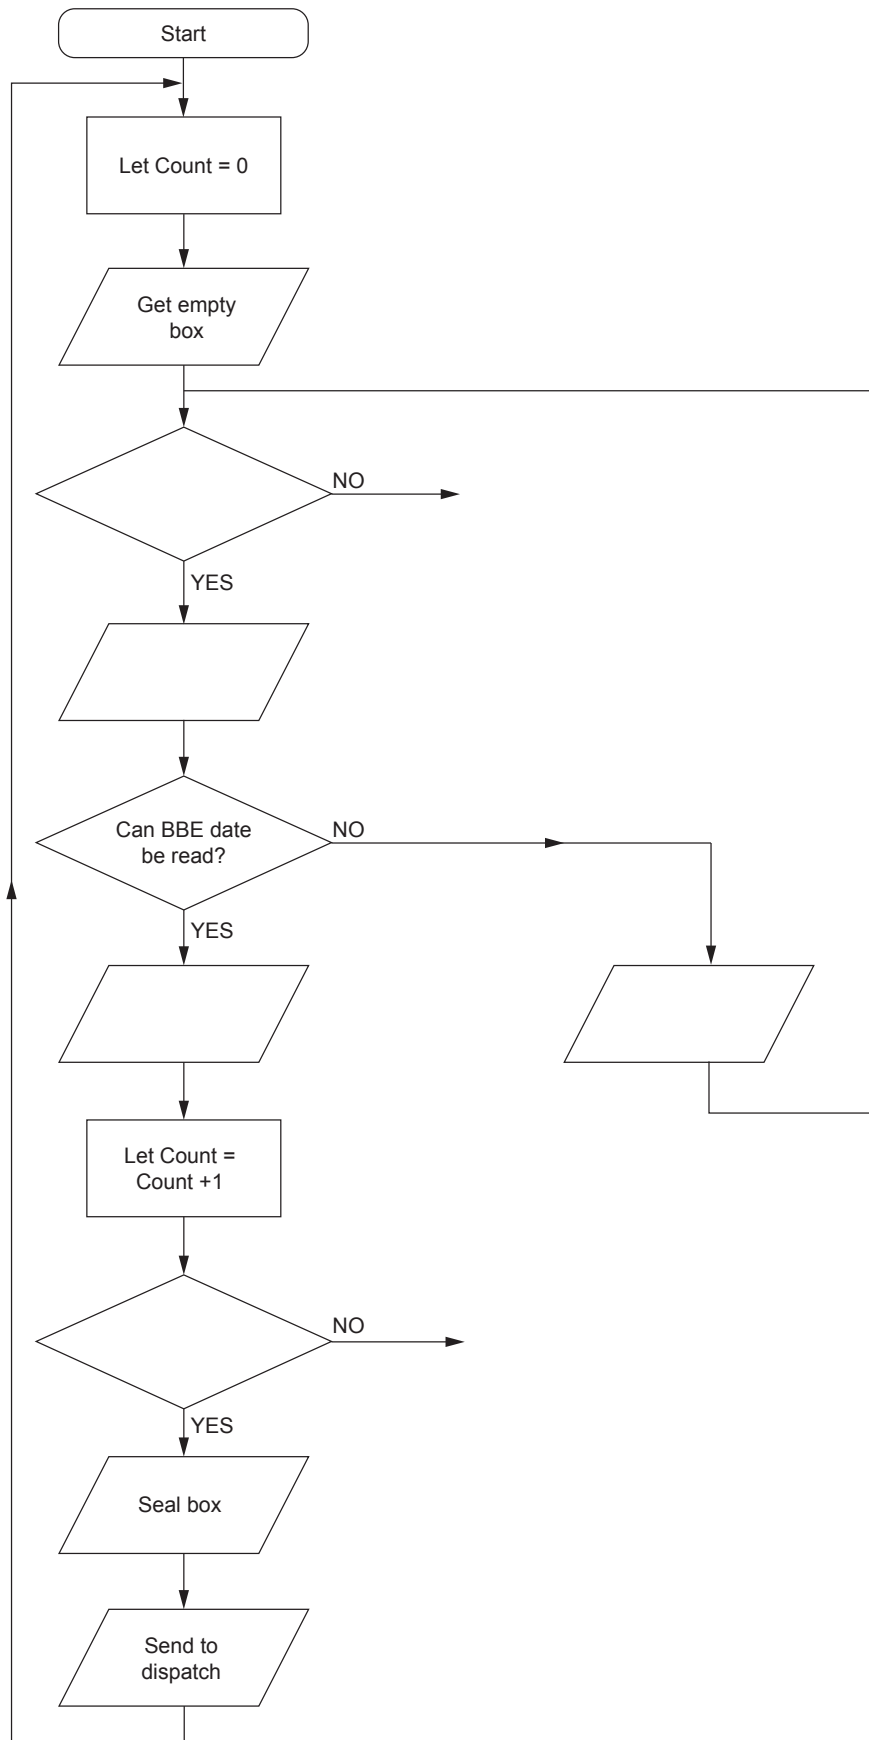 Start
Let Count = 0
Get empty
box
NO
YES
Can BBE date
be read?
NO
YES
Let Count =
Count +1
NO
YES
Seal box
Send to
dispatch